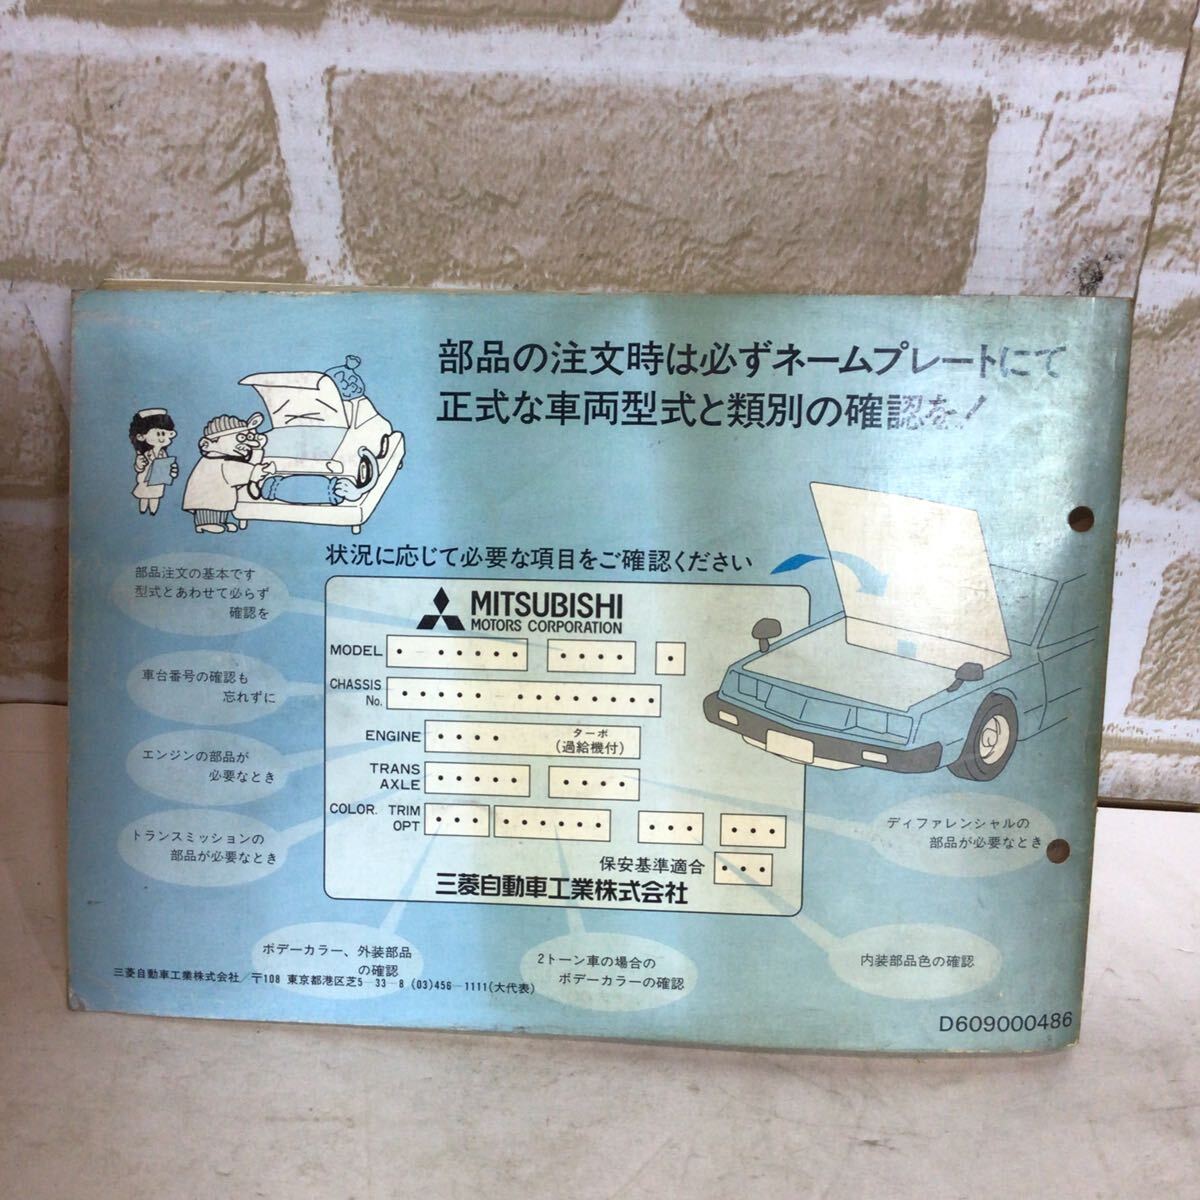 部品の注文時は必ずネームプレートにて
正式な車両型式と類別の確認を!
状況に応じて必要な項目をご確認ください
部品注文の基本です
型式とあわせて必らず
確認を
車台番号の確認も
忘れずに
エンジンの部品が
必要なとき
トランスミッションの
部品が必要なとき
MITSUBISHI
MOTORS CORPORATION
MODEL
CHASSIS
No.
ENGINE
ターボ
(過給機付)
TRANS
AXLE
COLOR. TRIM
OPT
保安基準適合
三菱自動車工業株式会社
ディファレンシャルの
部品が必要なとき
ボデーカラー、外装部品
の確認
2トーン車の場合の
ボデーカラーの確認
内装部品色の確認
三菱自動車工業株式会社/〒108 東京都港区芝5-33-8 (03)456-1111(大代表)
D609000486